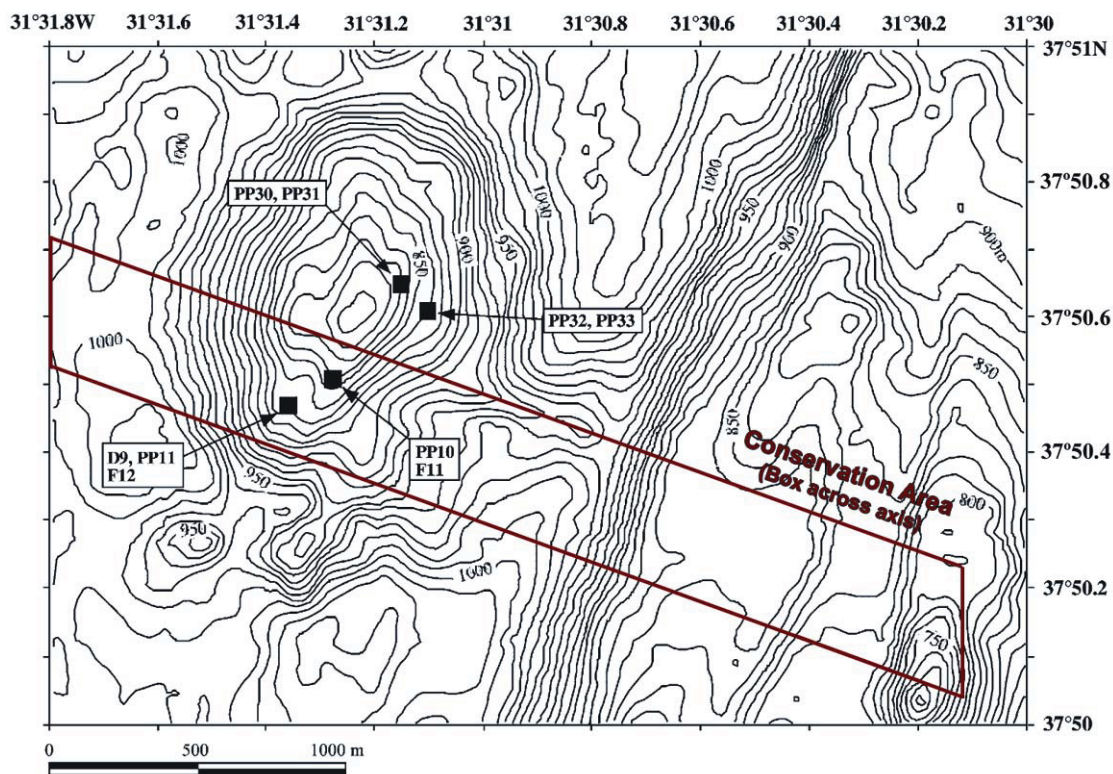 31°31.8W 31°31.6 31°31.4 31°31.2 31°31 31°30.8 31°30.6 31°30.4 31°30.2 31°30
37°51N
1000
1000
PP30, PP31
37°50.8
1000
950
900
900m
850
900
950
PP32, PP33
37°50.6
1000
850
850
D9, PP11
F12
PP10
F11
Conservation Area
(Box across axis)
37°50.4
950
800
950
1000
37°50.2
750
37°50
0 500 1000 m